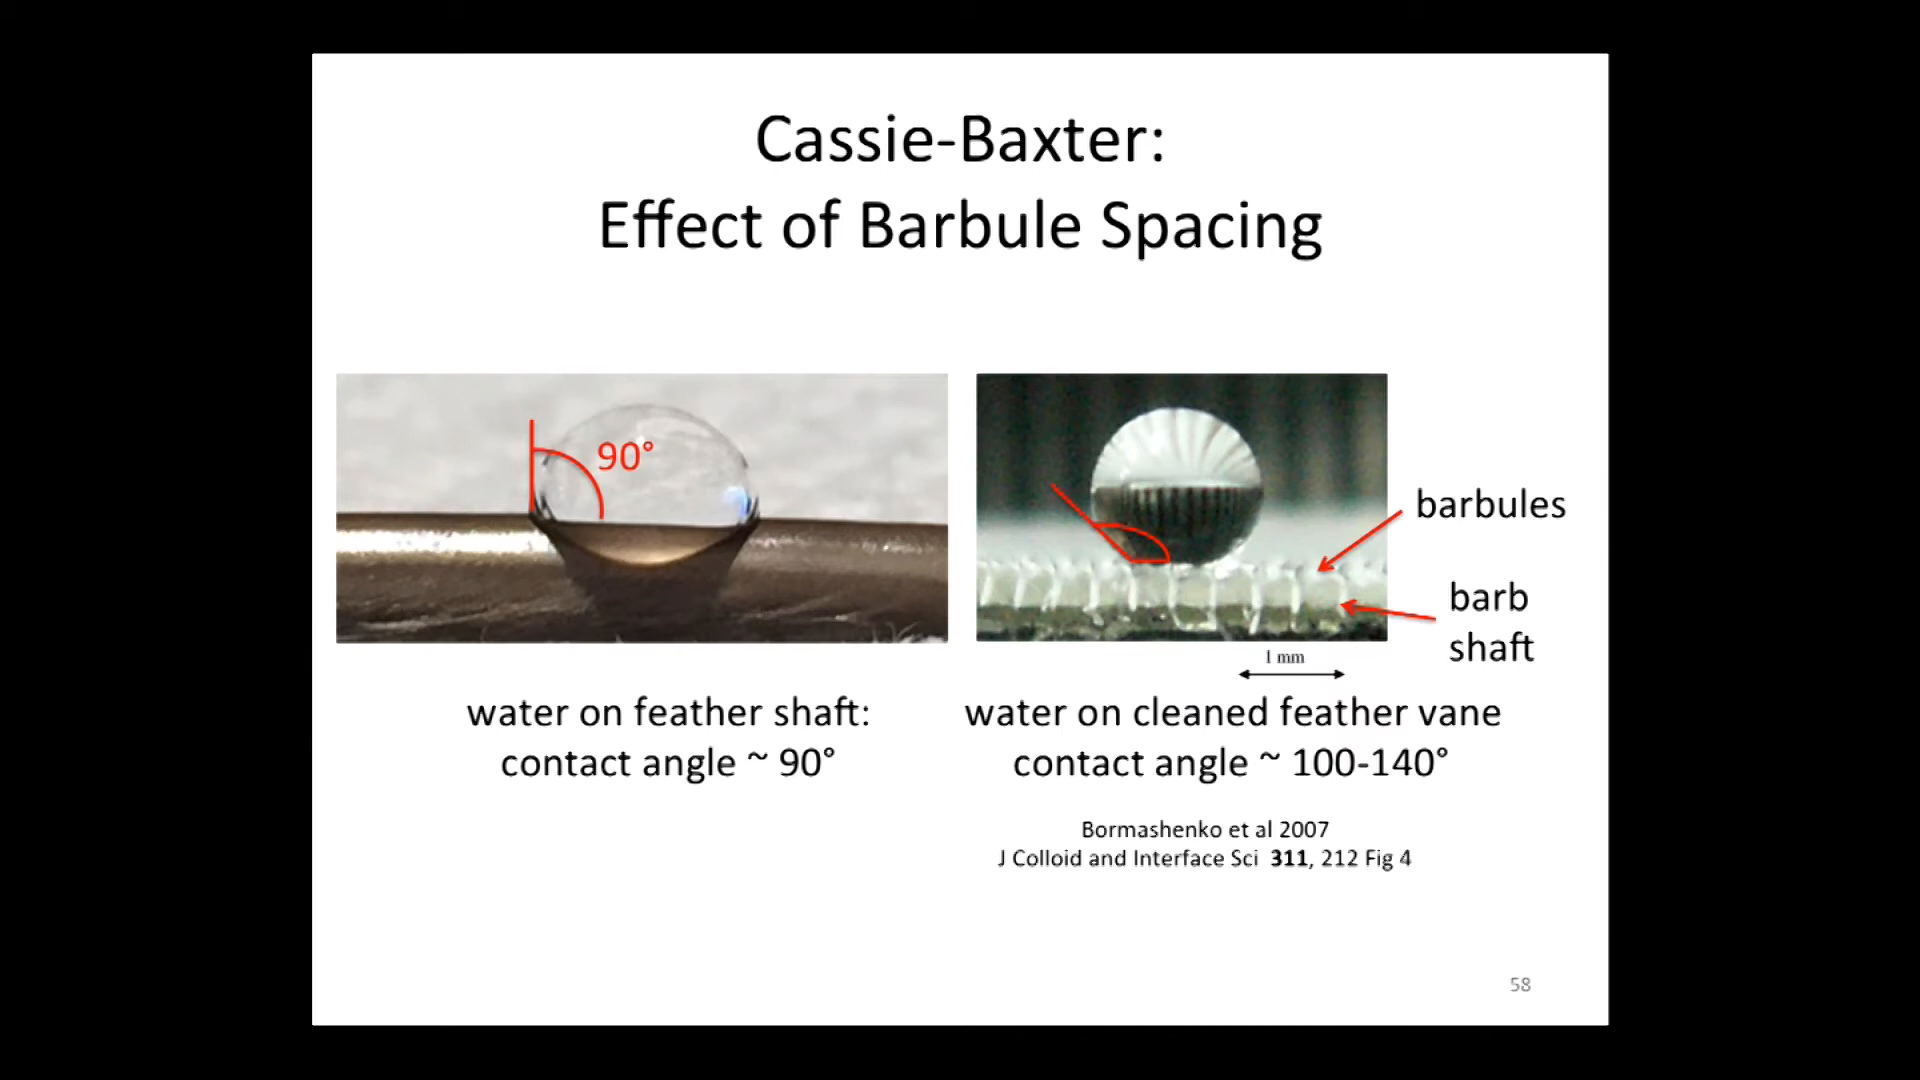 Cassie-Baxter:
Effect of Barbule Spacing
90°
barbules
barb
shaft
1 mm
water on feather shaft:
contact angle ~ 90°
water on cleaned feather vane
contact angle ~ 100-140°
Bormashenko et al 2007
J Colloid and Interface Sci 311, 212 Fig 4
58